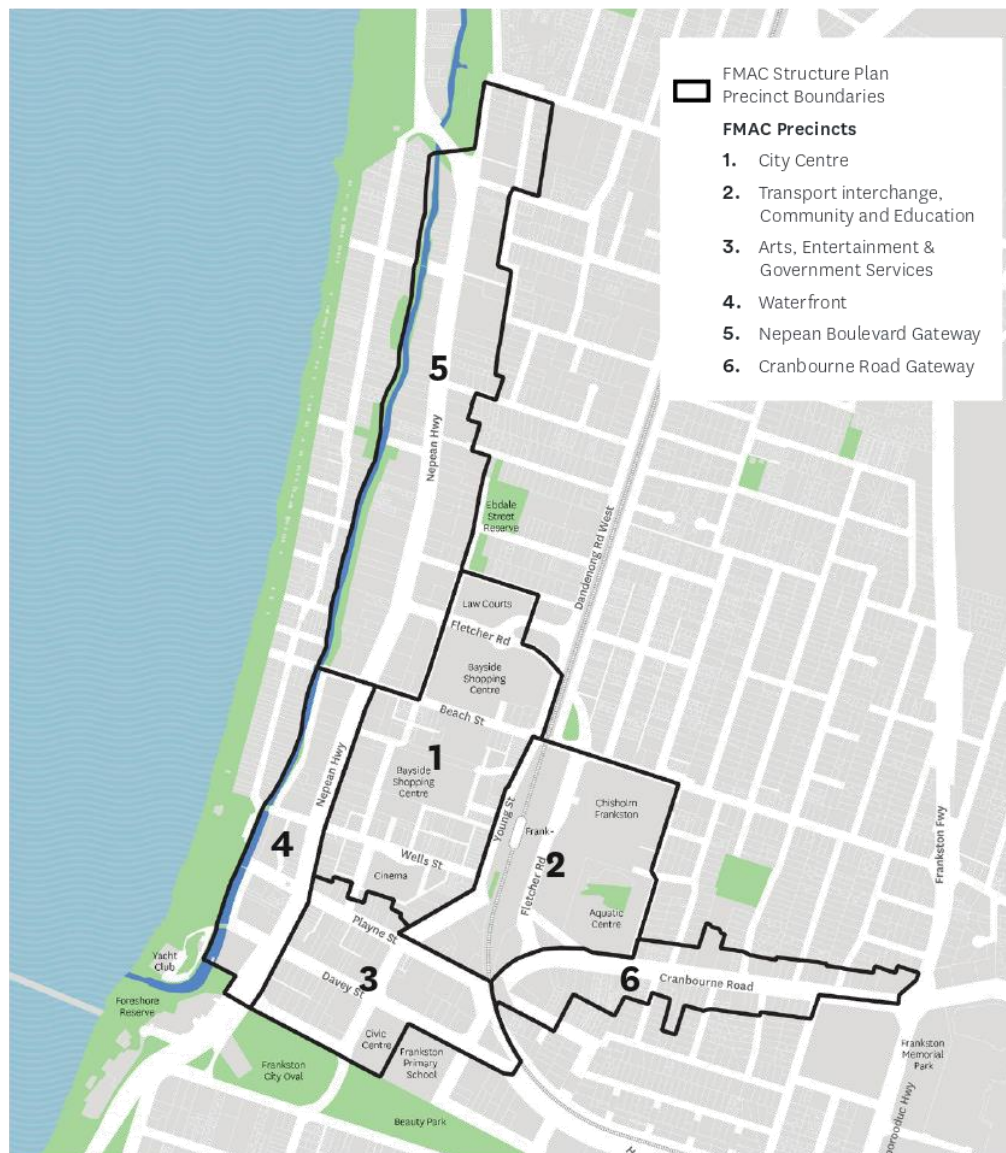 FMAC Structure Plan
Precinct Boundaries
FMAC Precincts
1. City Centre
2. Transport interchange,
Community and Education
3. Arts, Entertainment &
Government Services
4. Waterfront
5. Nepean Boulevard Gateway
6. Cranbourne Road Gateway
5
Nepean Hwy
Ebdale
Street
Reserve
Dandenong Rd West
Law Courts
Fletcher Rd
Bayside
Shopping
Centre
Beach St
Nepean Hwy
1
Bayside
Shopping
Centre
Young St
Chisholm
Frankston
Frank-
4
Wells St
2
Cinema
Fletcher Rd
Frankston Fwy
Aquatic
Centre
Playne St
Yacht
Club
3
Davey St
6
Cranbourne Road
Foreshore
Reserve
Civic
Centre
Frankston
Primary
School
Frankston
City Oval
Frankston
Memorial
Park
Beauty Park
orooduc Hwy